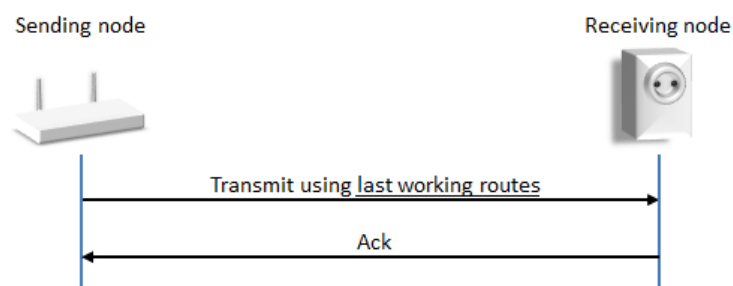 Sending node
Receiving node
Transmit using last working routes
Ack